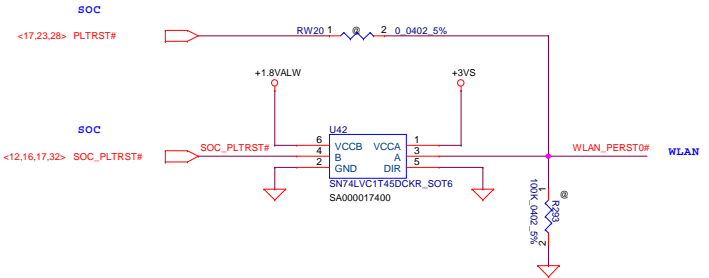 SOC
<17,23,28> PLTRST#
RW20 1 @ 2 0_0402_5%
+1.8VALW
+3VS
SOC
U42
<12,16,17,32> SOC_PLTRST#
SOC_PLTRST#
6 VCCB VCCA 1
4 B A 3
2 GND DIR 5
WLAN_PERST0#
WLAN
SN74LVC1T45DCKR_SOT6
SA000017400
1 @
R293
100K_0402_5%
2